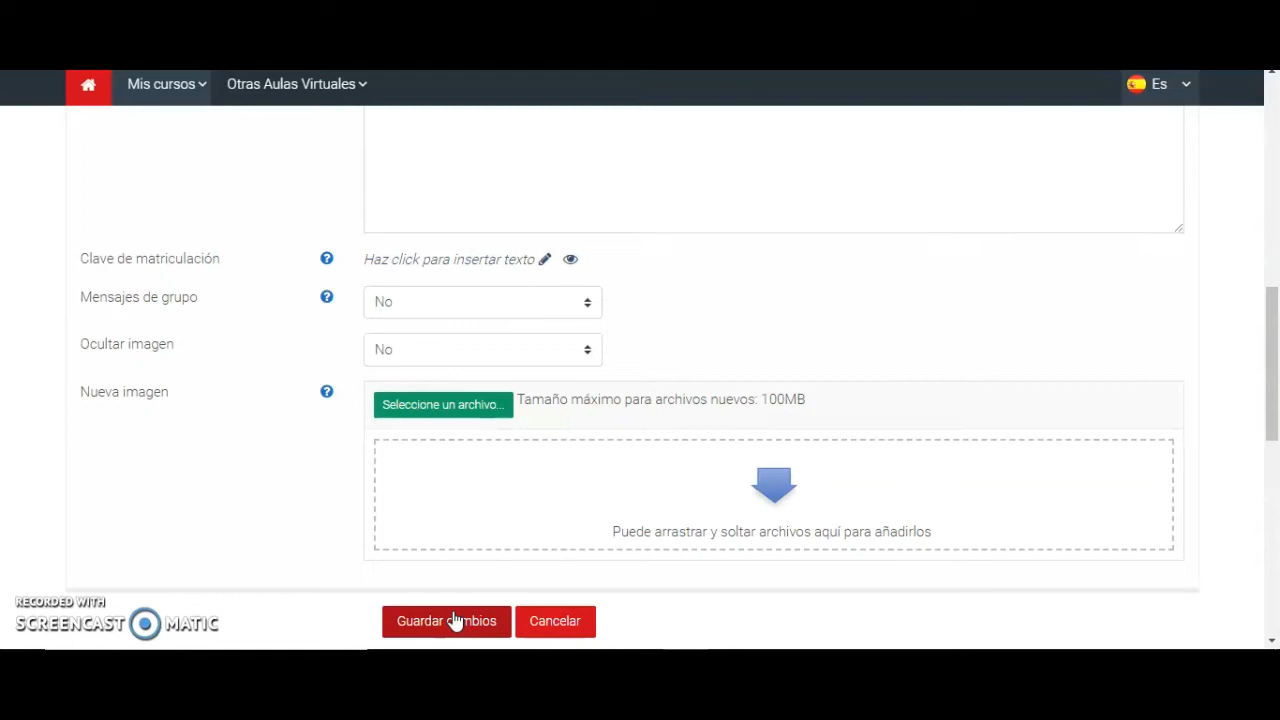 Mis cursos
Otras Aulas Virtuales
Es
Clave de matriculación
Haz click para insertar texto
Mensajes de grupo
No
Ocultar imagen
No
Nueva imagen
Seleccione un archivo...
Tamaño máximo para archivos nuevos: 100MB
Puede arrastrar y soltar archivos aquí para añadirlos
RECORDED WITH
SCREENCAST MATIC
Guardar cambios
Cancelar